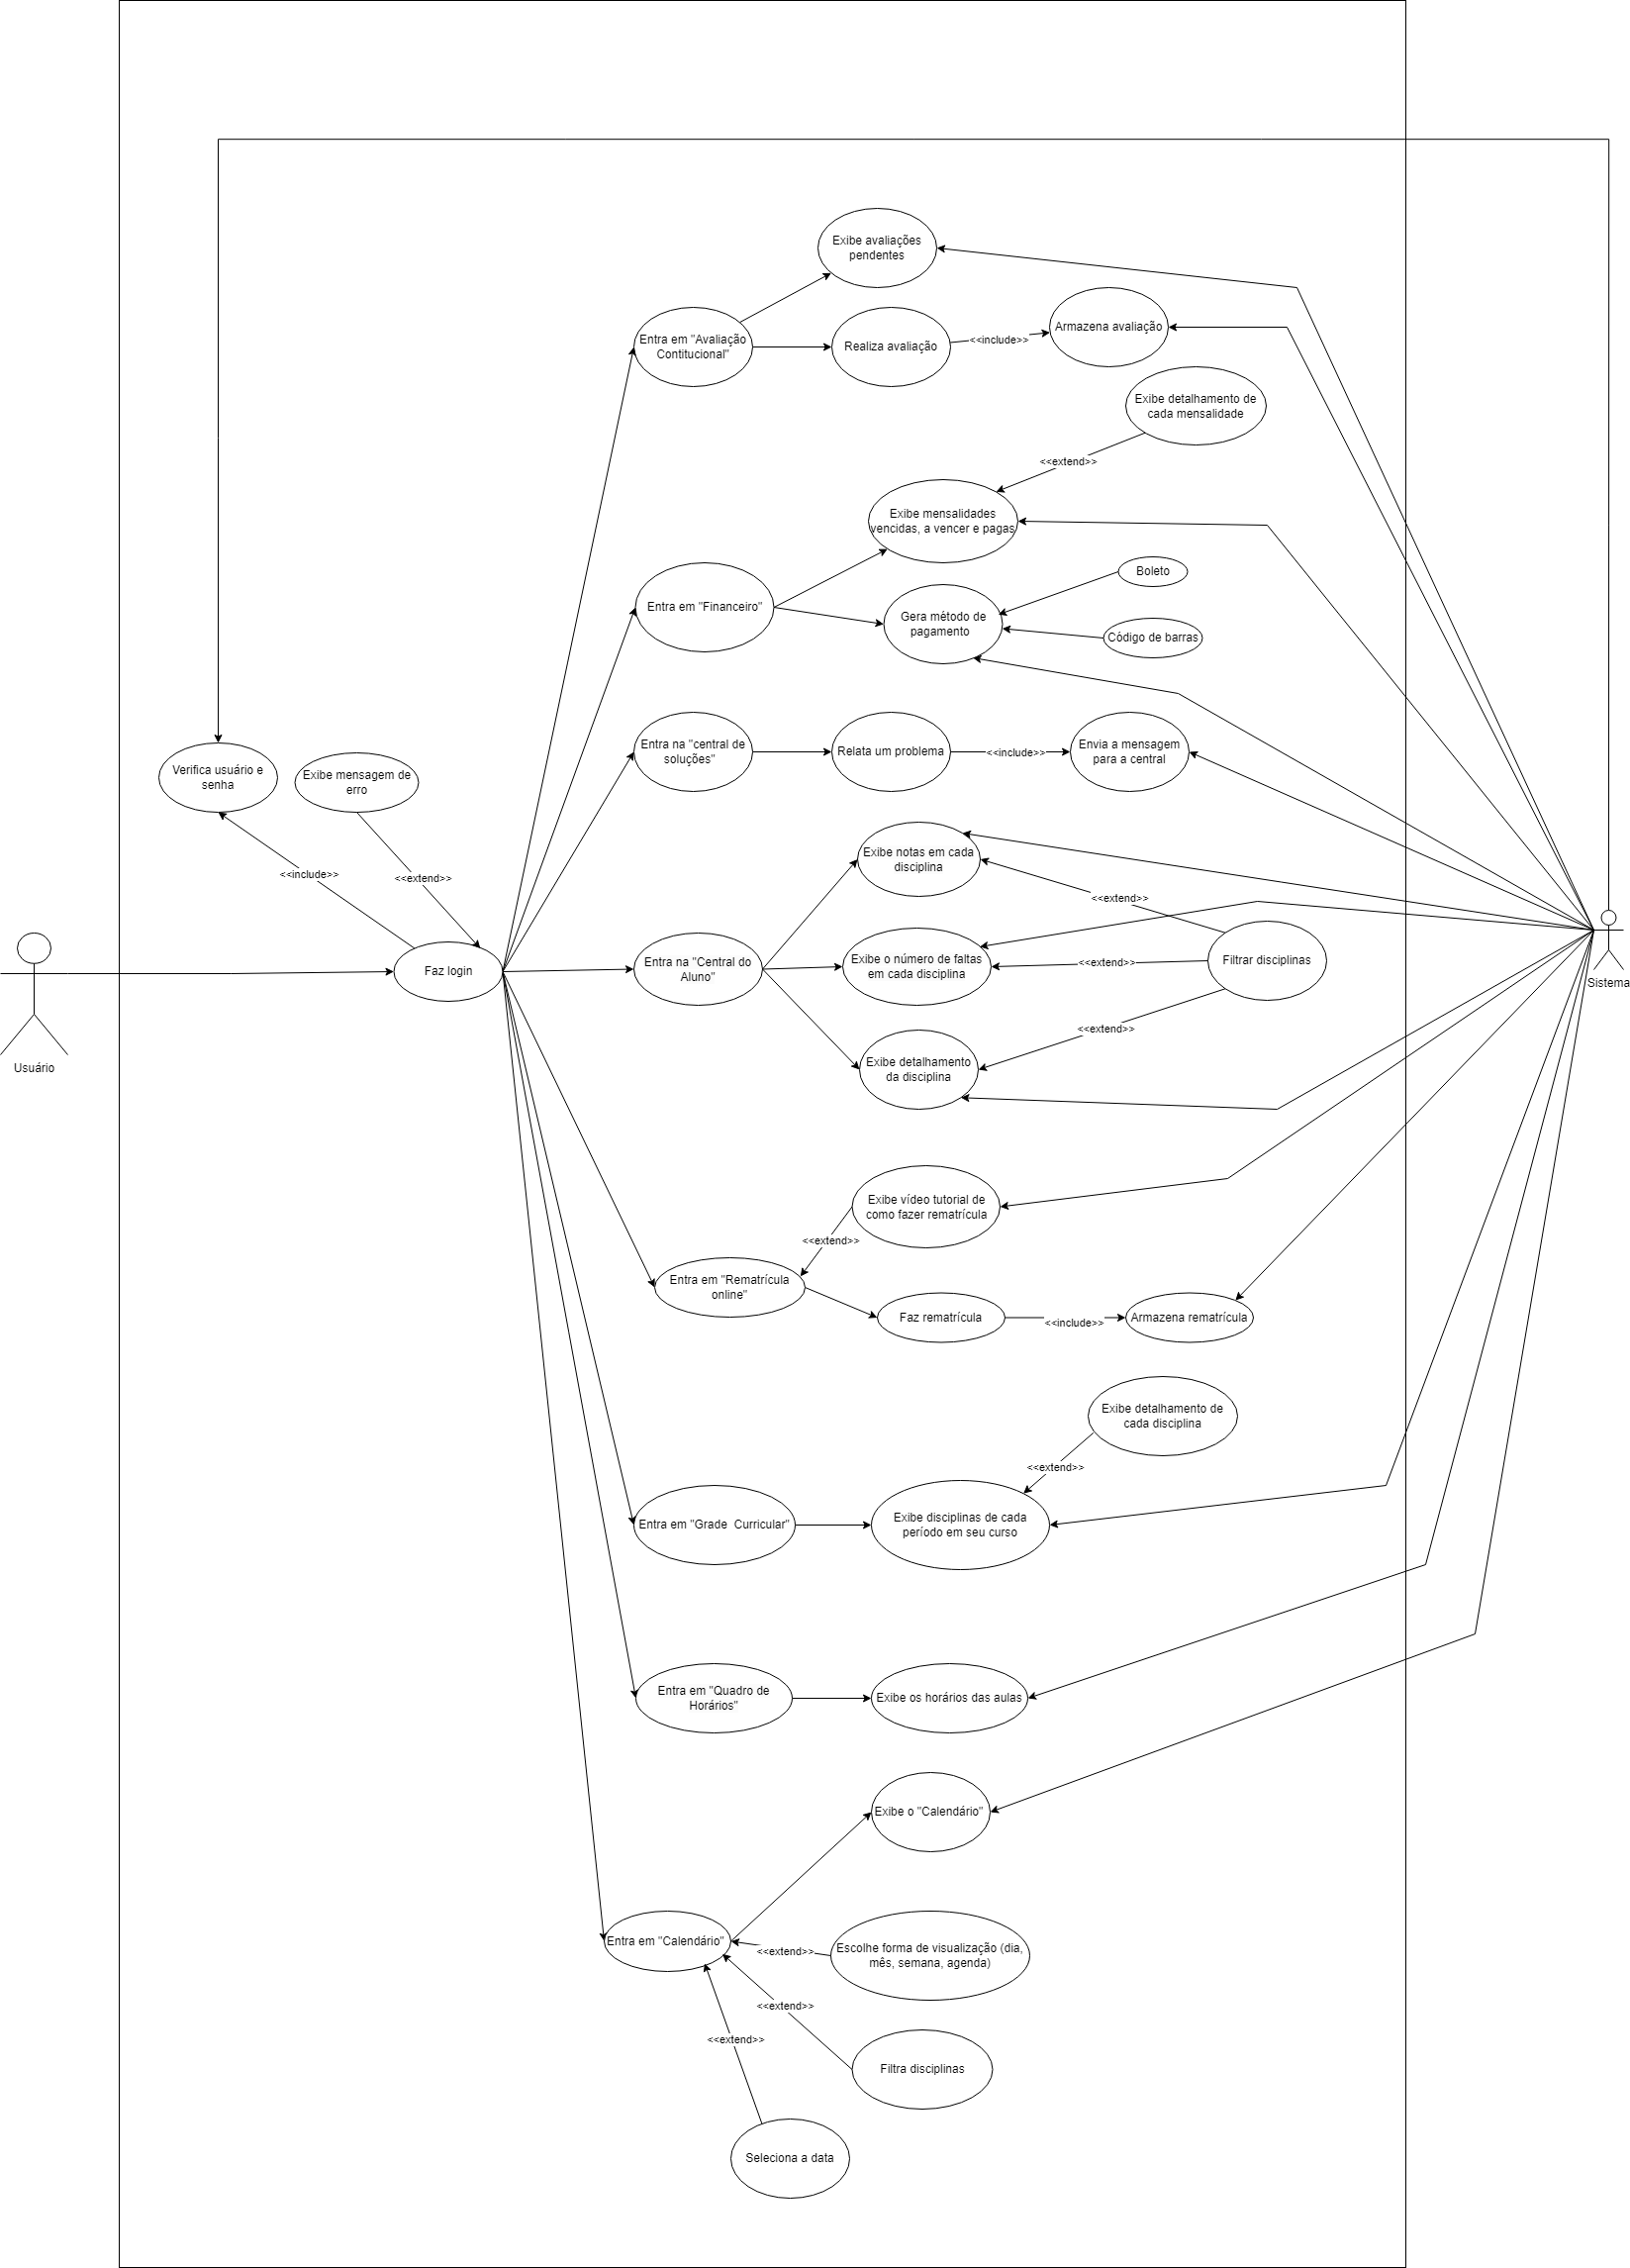 Exibe avaliações
pendentes
Entra em "Avaliação
Contitucional"
Realiza avaliação
<<include>>
Armazena avaliação
Exibe detalhamento de
cada mensalidade
<<extend>>
Exibe mensalidades
vencidas, a vencer e pagas
Boleto
Entra em "Financeiro"
Gera método de
pagamento
Código de barras
Verifica usuário e
senha
Exibe mensagem de
erro
Entra na "central de
soluções"
Relata um problema
<<include>>
Envia a mensagem
para a central
<<include>>
<<extend>>
Exibe notas em cada
disciplina
<<extend>>
Usuário
Faz login
Entra na "Central do
Aluno"
Exibe o número de faltas
em cada disciplina
<<extend>>
Filtrar disciplinas
Sistema
<<extend>>
Exibe detalhamento
da disciplina
Exibe vídeo tutorial de
como fazer rematrícula
<<extend>>
Entra em "Rematrícula
online"
Faz rematrícula
<<include>>
Armazena rematrícula
Exibe detalhamento de
cada disciplina
<<extend>>
Entra em "Grade  Curricular"
Exibe disciplinas de cada
período em seu curso
Entra em "Quadro de
Horários"
Exibe os horários das aulas
Exibe o "Calendário"
Entra em "Calendário"
<<extend>>
Escolhe forma de visualização (dia,
mês, semana, agenda)
<<extend>>
<<extend>>
Filtra disciplinas
Seleciona a data